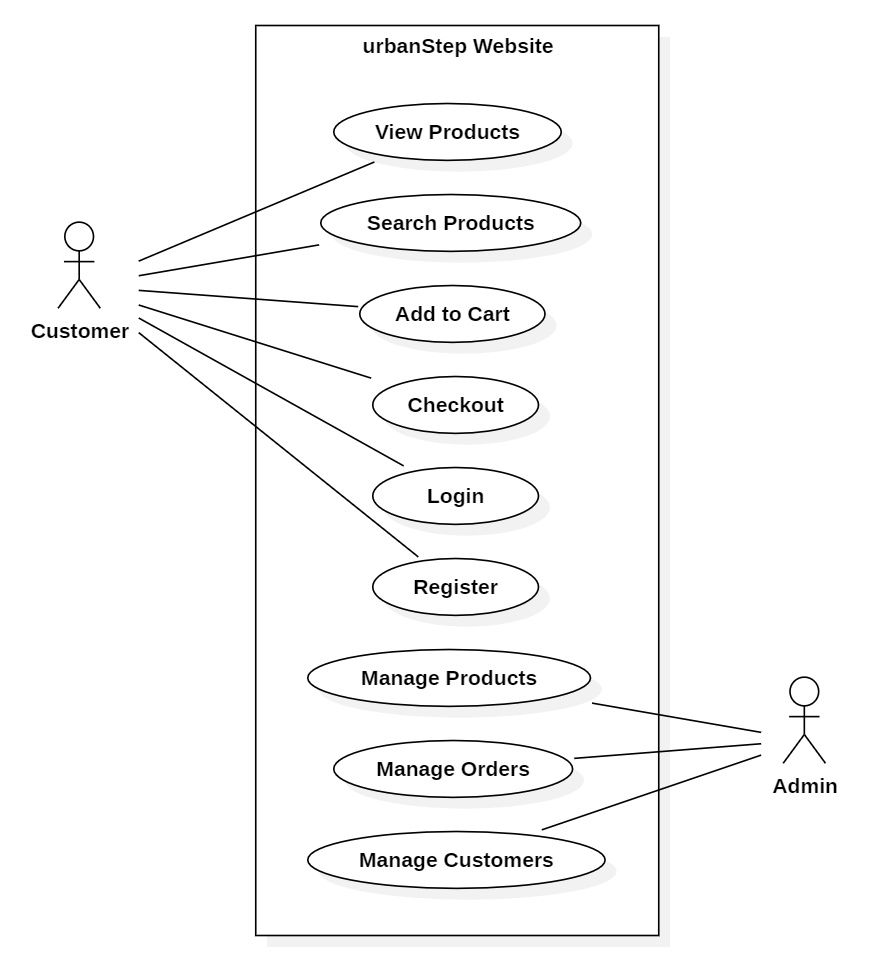 urbanStep Website
View Products
Search Products
Add to Cart
Customer
Checkout
Login
Register
Manage Products
Manage Orders
Admin
Manage Customers